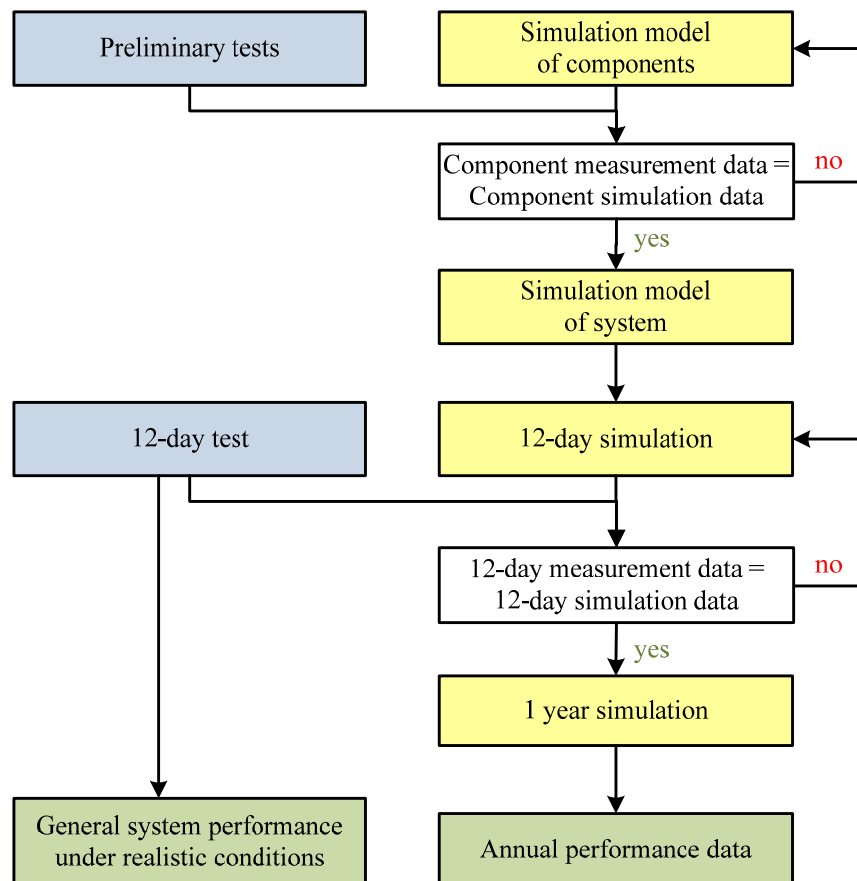 Preliminary tests
Simulation model
of components
Component measurement data =
Component simulation data
no
yes
Simulation model
of system
12-day test
12-day simulation
12-day measurement data =
12-day simulation data
no
yes
1 year simulation
General system performance
under realistic conditions
Annual performance data